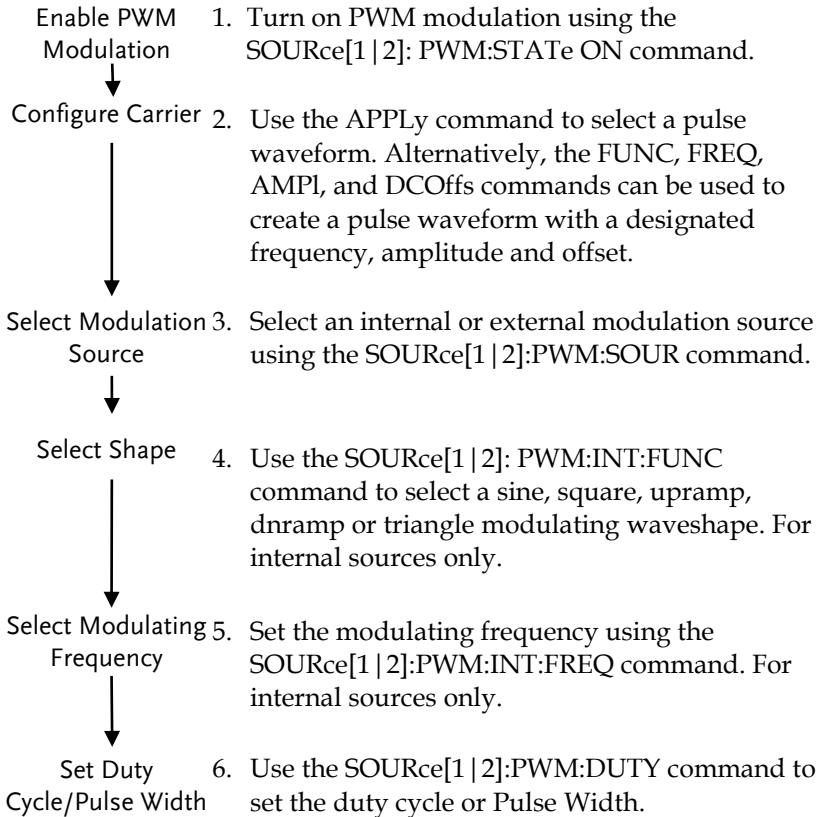 Enable PWM
Modulation
1. Turn on PWM modulation using the
SOURce[1|2]: PWM:STATe ON command.
Configure Carrier
2. Use the APPLy command to select a pulse
waveform. Alternatively, the FUNC, FREQ,
AMPl, and DCOffs commands can be used to
create a pulse waveform with a designated
frequency, amplitude and offset.
Select Modulation
Source
3. Select an internal or external modulation source
using the SOURce[1|2]:PWM:SOUR command.
Select Shape
4. Use the SOURce[1|2]: PWM:INT:FUNC
command to select a sine, square, upramp,
dnramp or triangle modulating waveshape. For
internal sources only.
Select Modulating
Frequency
5. Set the modulating frequency using the
SOURce[1|2]:PWM:INT:FREQ command. For
internal sources only.
Set Duty
Cycle/Pulse Width
6. Use the SOURce[1|2]:PWM:DUTY command to
set the duty cycle or Pulse Width.